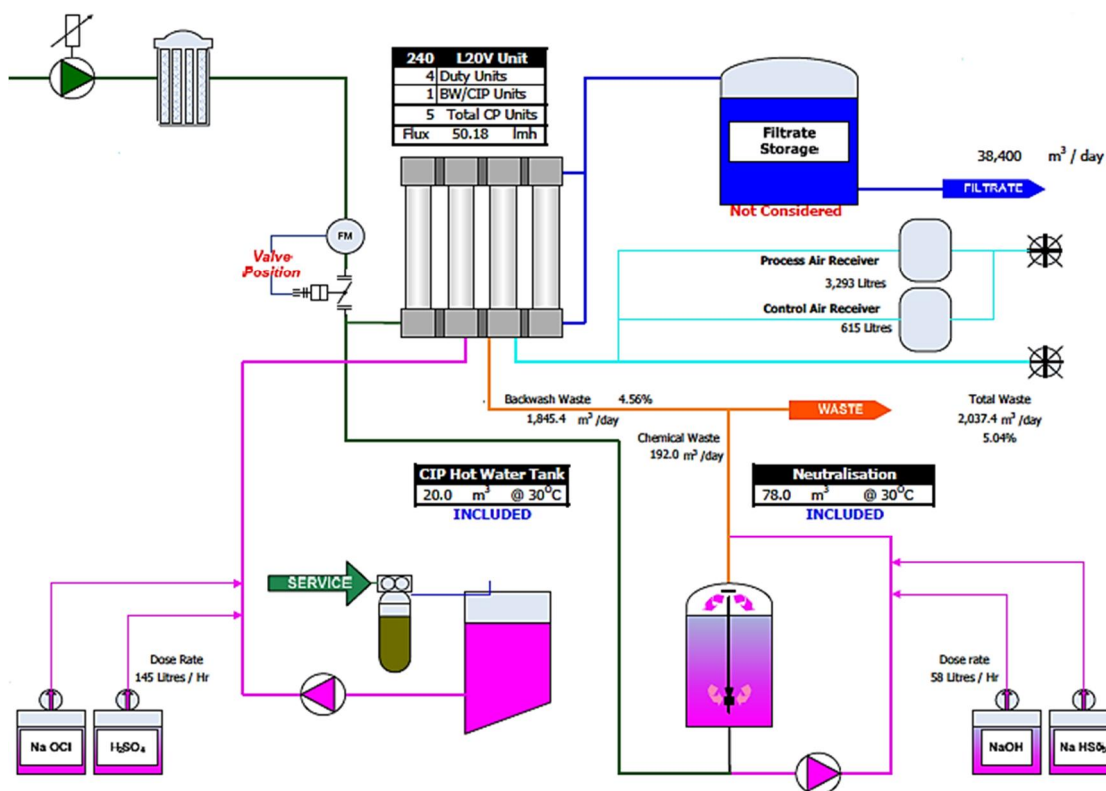 240 L20V Unit
4 Duty Units
1 BW/CIP Units
5 Total CP Units
Flux 50.18 lmh
Filtrate
Storage
Not Considered
38,400 m³ / day
FILTRATE
FM
Valve
Position
Process Air Receiver
3,293 Litres
Control Air Receiver
615 Litres
Backwash Waste 4.56%
1,845.4 m³ /day
WASTE
Total Waste
2,037.4 m³ /day
5.04%
Chemical Waste
192.0 m³ /day
CIP Hot Water Tank
20.0 m³ @ 30°C
INCLUDED
Neutralisation
78.0 m³ @ 30°C
INCLUDED
SERVICE
Dose Rate
145 Litres / Hr
Na OCl
H₂SO₄
Dose rate
58 Litres / Hr
NaOH
Na HSO₃